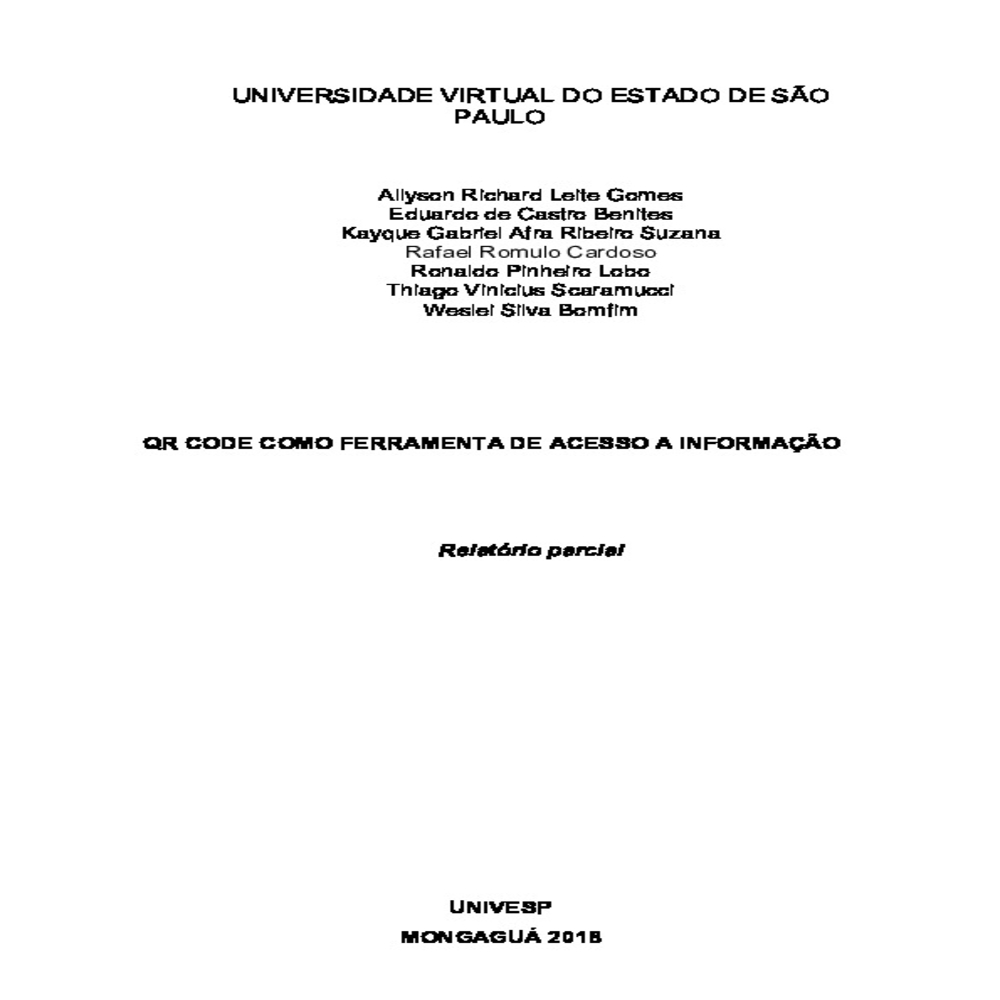 UNIVERSIDADE VIRTUAL DO ESTADO DE SÃO
PAULO
Allyson Richard Leite Gomes
Eduardo de Castro Benites
Kayque Gabriel Afra Ribeiro Suzana
Rafael Romulo Cardoso
Ronaldo Pinheiro Lobo
Thiago Vinicius Scaramucci
Weslei Silva Bomfim
QR CODE COMO FERRAMENTA DE ACESSO A INFORMAÇÃO
Relatório parcial
UNIVESP
MONGAGUÁ 2018